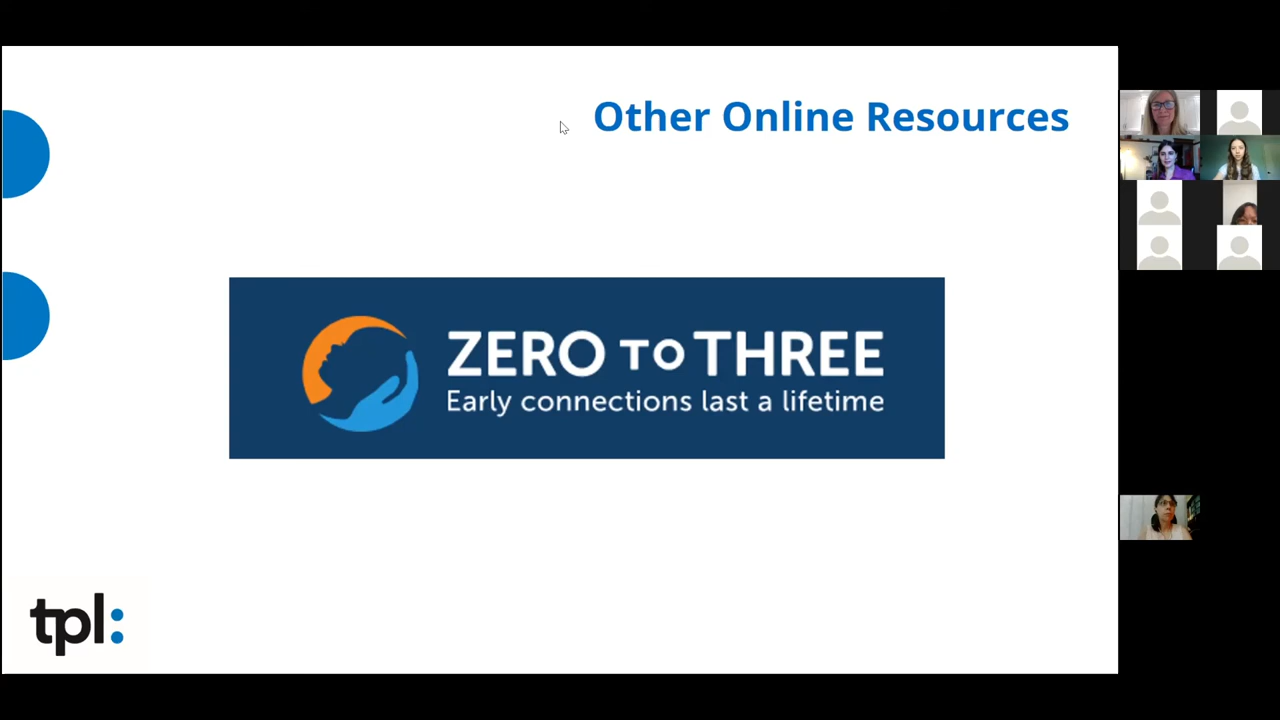 Other Online Resources
ZERO TO THREE
Early connections last a lifetime
tpl: